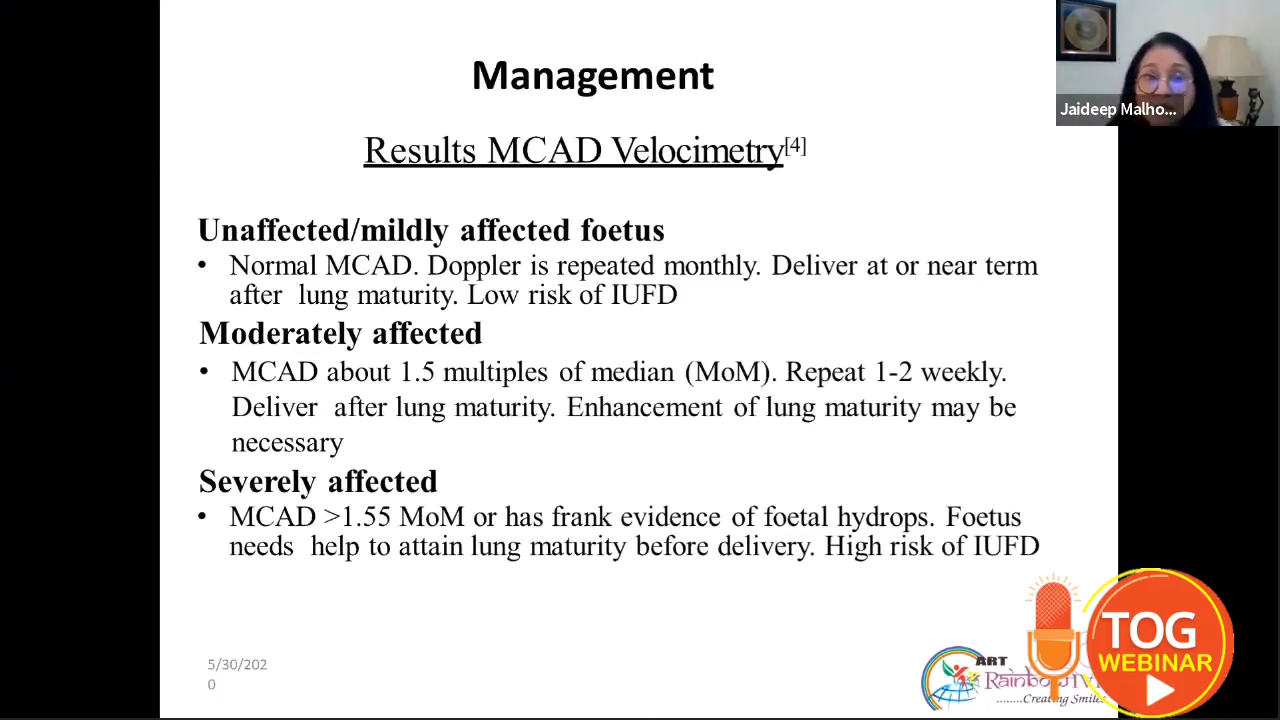 Management
Results MCAD Velocimetry[4]
Unaffected/mildly affected foetus
• Normal MCAD. Doppler is repeated monthly. Deliver at or near term
after lung maturity. Low risk of IUFD
Moderately affected
• MCAD about 1.5 multiples of median (MoM). Repeat 1-2 weekly.
Deliver after lung maturity. Enhancement of lung maturity may be
necessary
Severely affected
• MCAD >1.55 MoM or has frank evidence of foetal hydrops. Foetus
needs help to attain lung maturity before delivery. High risk of IUFD
5/30/202
0
Jaideep Malho...
ART
Rainbow IV
........Creating Smiles
TOG
WEBINAR